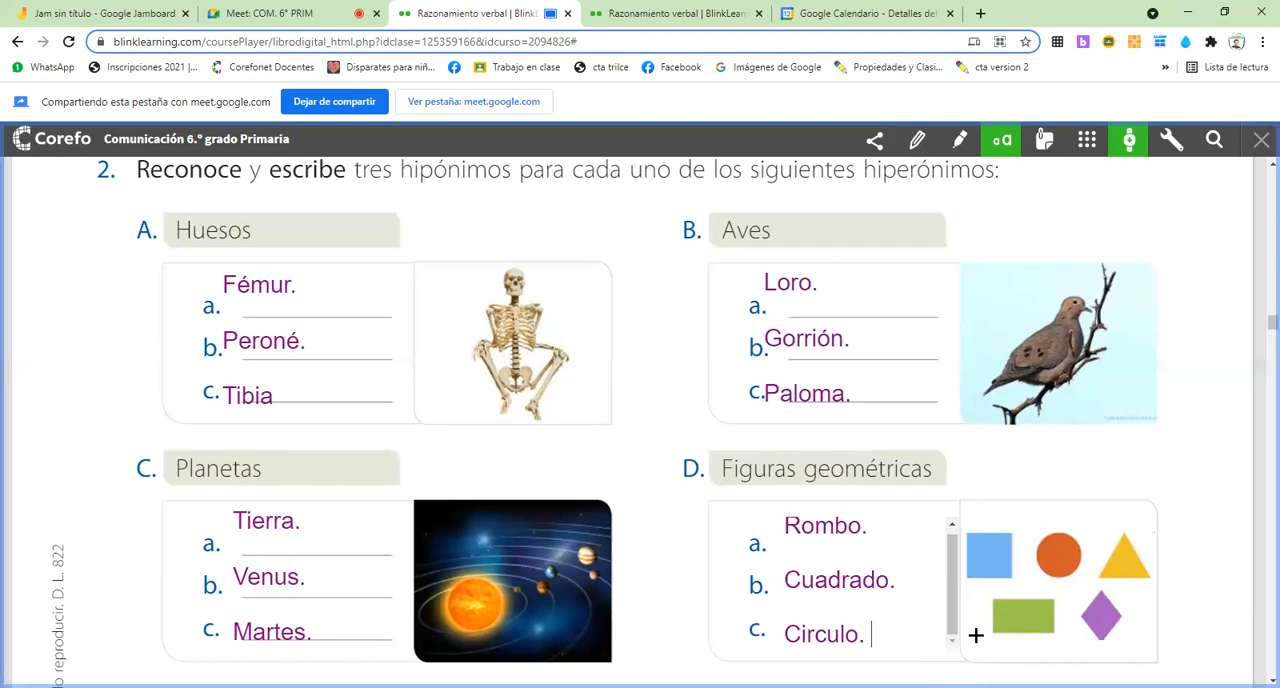 Jam sin título - Google Jamboard
Meet: COM. 6° PRIM
Razonamiento verbal | BlinkL
Razonamiento verbal | BlinkLear
Google Calendario - Detalles del
blinklearning.com/coursePlayer/librodigital_html.php?idclase=125359166&idcurso=2094826#
WhatsApp
Inscripciones 2021 |...
Corefonet Docentes
Disparates para niñ...
Trabajo en clase
cta trilce
Facebook
Imágenes de Google
Propiedades y Clasi...
cta version 2
»
Lista de lectura
Compartiendo esta pestaña con meet.google.com
Dejar de compartir
Ver pestaña: meet.google.com
Corefo
Comunicación 6.º grado Primaria
aA
2. Reconoce y escribe tres hipónimos para cada uno de los siguientes hiperónimos:
A. Huesos
a. Fémur.
b. Peroné.
c. Tibia
B. Aves
a. Loro.
b. Gorrión.
c. Paloma.
C. Planetas
a. Tierra.
b. Venus.
c. Martes.
D. Figuras geométricas
a. Rombo.
b. Cuadrado.
c. Circulo.
lo reproducir. D. L. 822